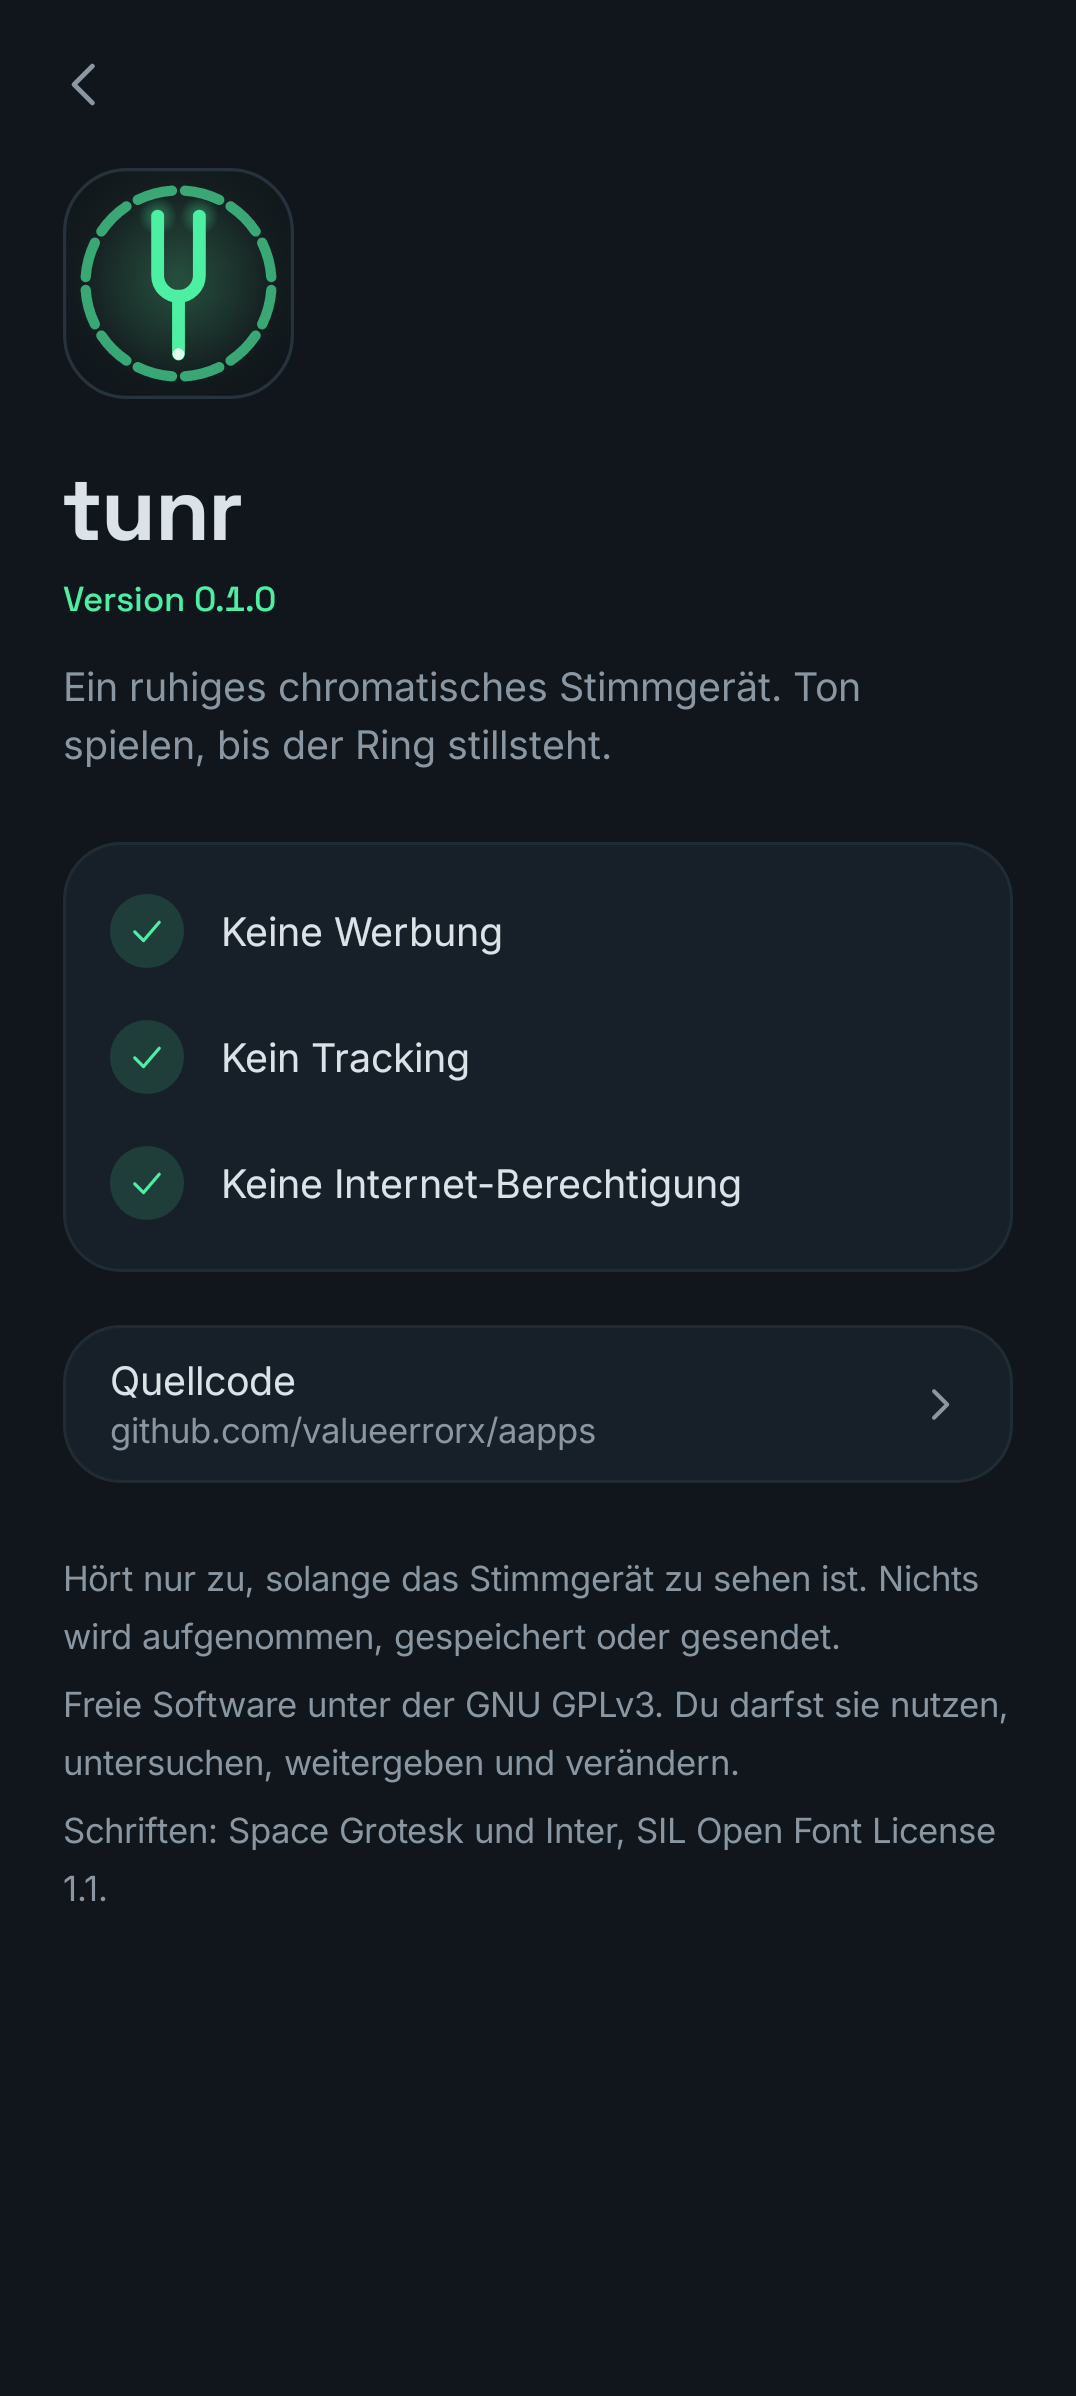 tunr
Version 0.1.0
Ein ruhiges chromatisches Stimmgerät. Ton
spielen, bis der Ring stillsteht.
Keine Werbung
Kein Tracking
Keine Internet-Berechtigung
Quellcode
github.com/valueerrorx/aapps
Hört nur zu, solange das Stimmgerät zu sehen ist. Nichts
wird aufgenommen, gespeichert oder gesendet.
Freie Software unter der GNU GPLv3. Du darfst sie nutzen,
untersuchen, weitergeben und verändern.
Schriften: Space Grotesk und Inter, SIL Open Font License
1.1.